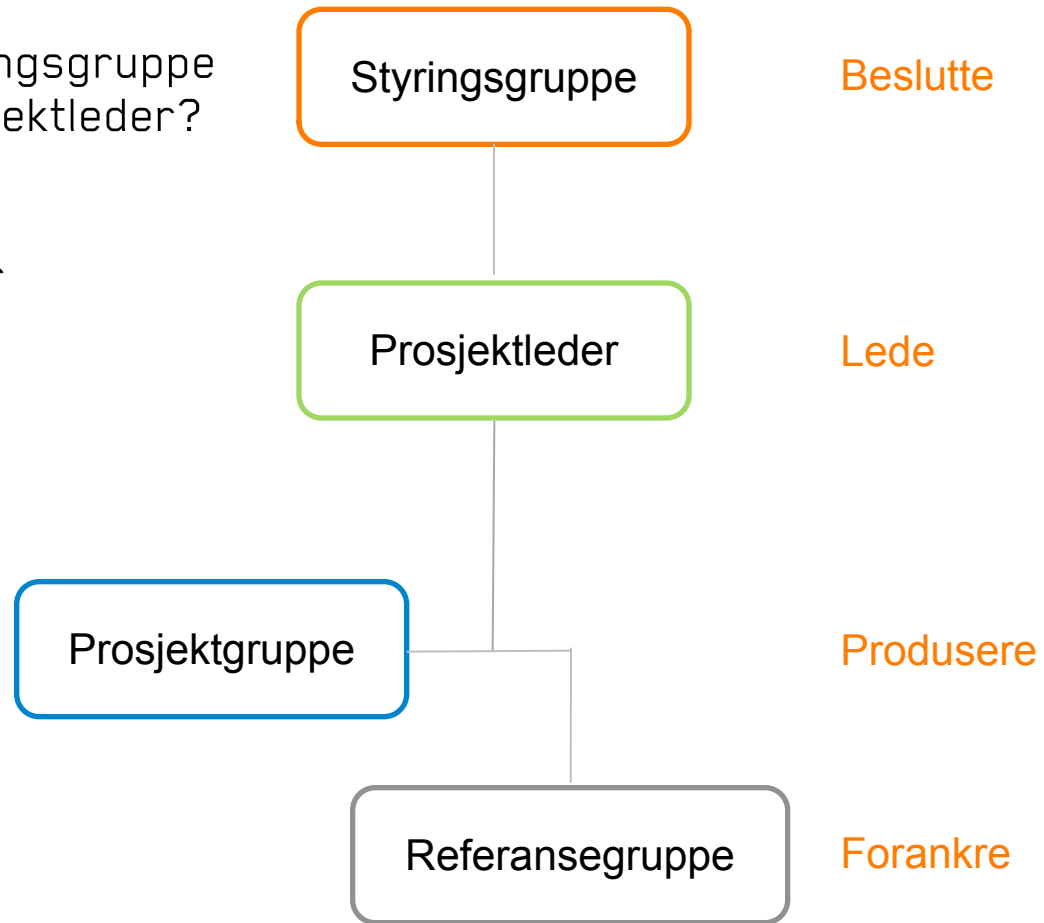 Styringsgruppe
Beslutte
Prosjektleder
Lede
Prosjektgruppe
Produsere
Referansegruppe
Forankre